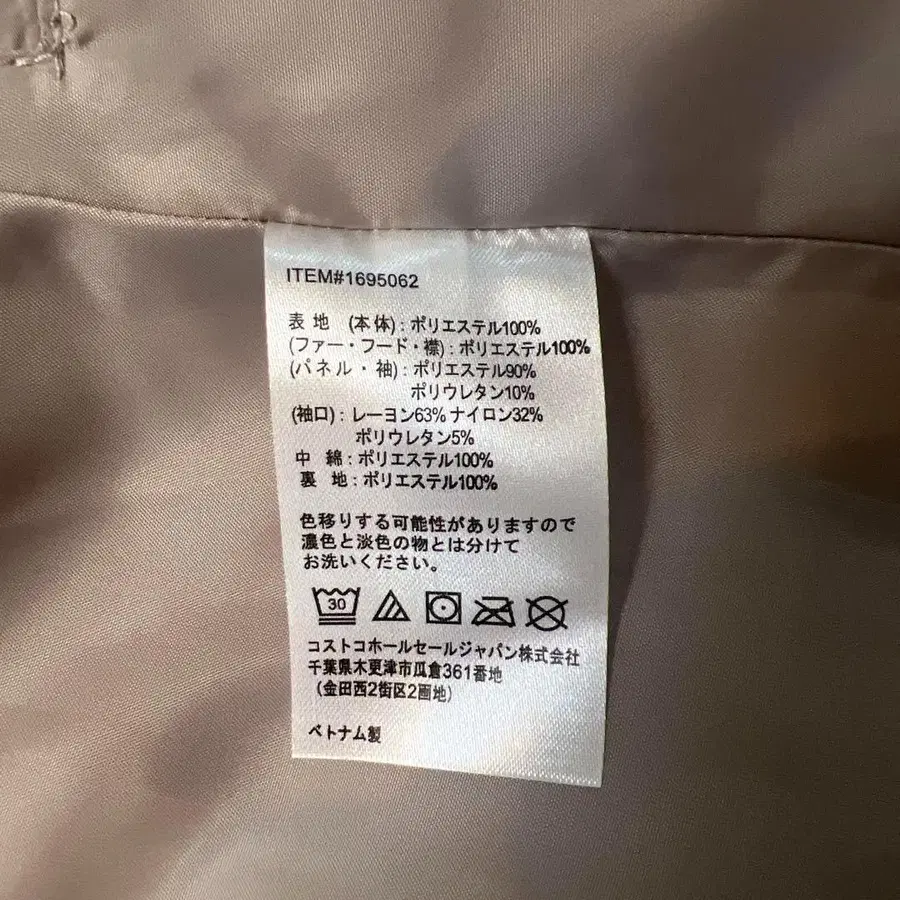 ITEM#1695062
表 地 (本体) : ポリエステル100%
(ファー・フード・襟) : ポリエステル100%
(パネル・袖) : ポリエステル90%
ポリウレタン10%
(袖口) : レーヨン63% ナイロン32%
ポリウレタン5%
中 綿 : ポリエステル100%
裏 地 : ポリエステル100%
色移りする可能性がありますので
濃色と淡色の物とは分けて
お洗いください。
30
コストコホールセールジャパン株式会社
千葉県木更津市瓜倉361番地
(金田西2街区2画地)
ベトナム製